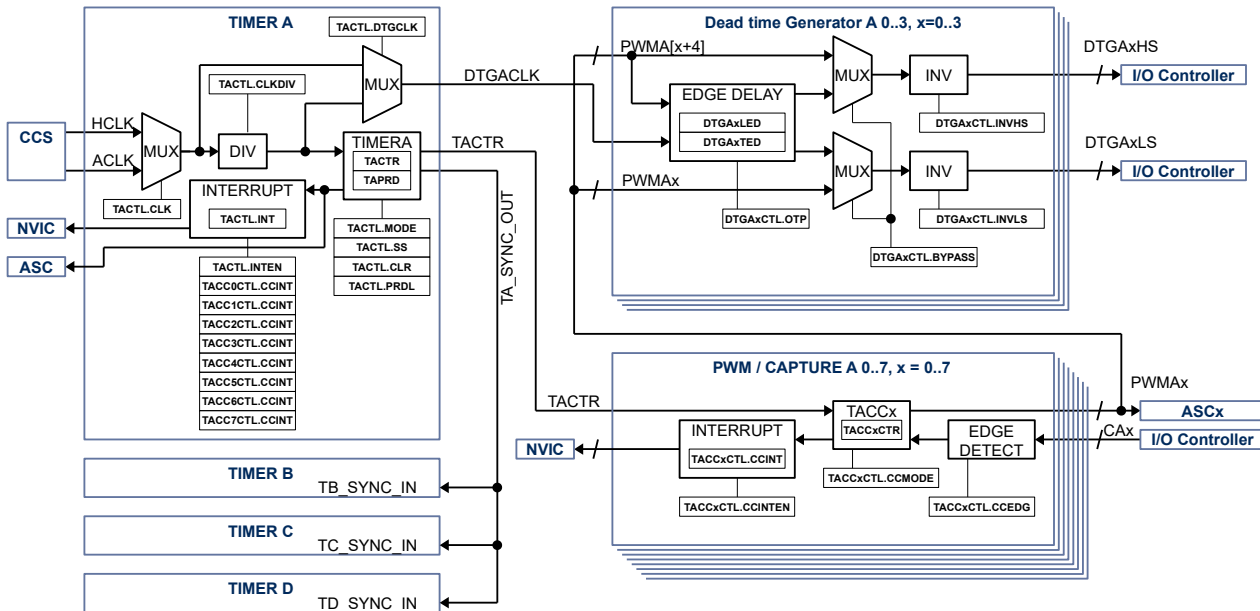 TIMER A
TACTL.DTGCLK
MUX
DTGACLK
TACTL.CLKDIV
CCS
HCLK
ACLK
MUX
DIV
TIMERA
TACTR
TAPRD
TACTR
TACTL.CLK
INTERRUPT
TACTL.INT
NVIC
ASC
TACTL.MODE
TACTL.SS
TACTL.CLR
TACTL.PRDL
TACTL.INTEN
TACC0CTL.CCINT
TACC1CTL.CCINT
TACC2CTL.CCINT
TACC3CTL.CCINT
TACC4CTL.CCINT
TACC5CTL.CCINT
TACC6CTL.CCINT
TACC7CTL.CCINT
TA_SYNC_OUT
TIMER B
TB_SYNC_IN
TIMER C
TC_SYNC_IN
TIMER D
TD_SYNC_IN
Dead time Generator A 0..3, x=0..3
PWMA[x+4]
EDGE DELAY
DTGAxLED
DTGAxTED
DTGAxCTL.OTP
PWMAx
MUX
INV
DTGAxCTL.INVHS
DTGAxHS
I/O Controller
MUX
INV
DTGAxCTL.INVLS
DTGAxLS
I/O Controller
DTGAxCTL.BYPASS
PWM / CAPTURE A 0..7, x = 0..7
TACTR
TACCx
TACCxCTR
PWMAx
ASCx
NVIC
INTERRUPT
TACCxCTL.CCINT
EDGE
DETECT
CAx
I/O Controller
TACCxCTL.CCMODE
TACCxCTL.CCINTEN
TACCxCTL.CCEDG